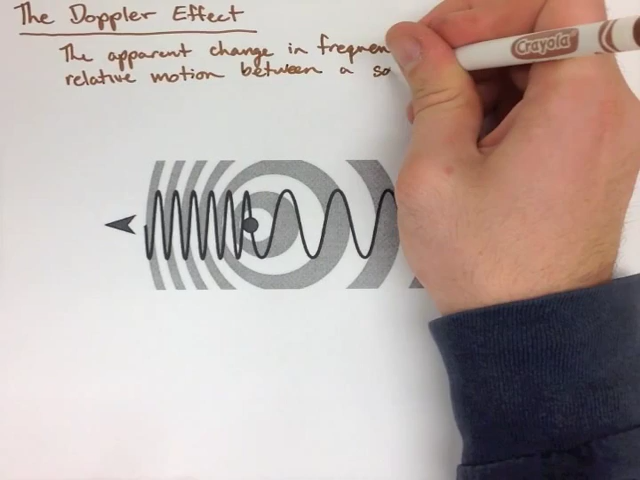 The Doppler Effect
The apparent change in frequen
relative motion between a so
Crayola